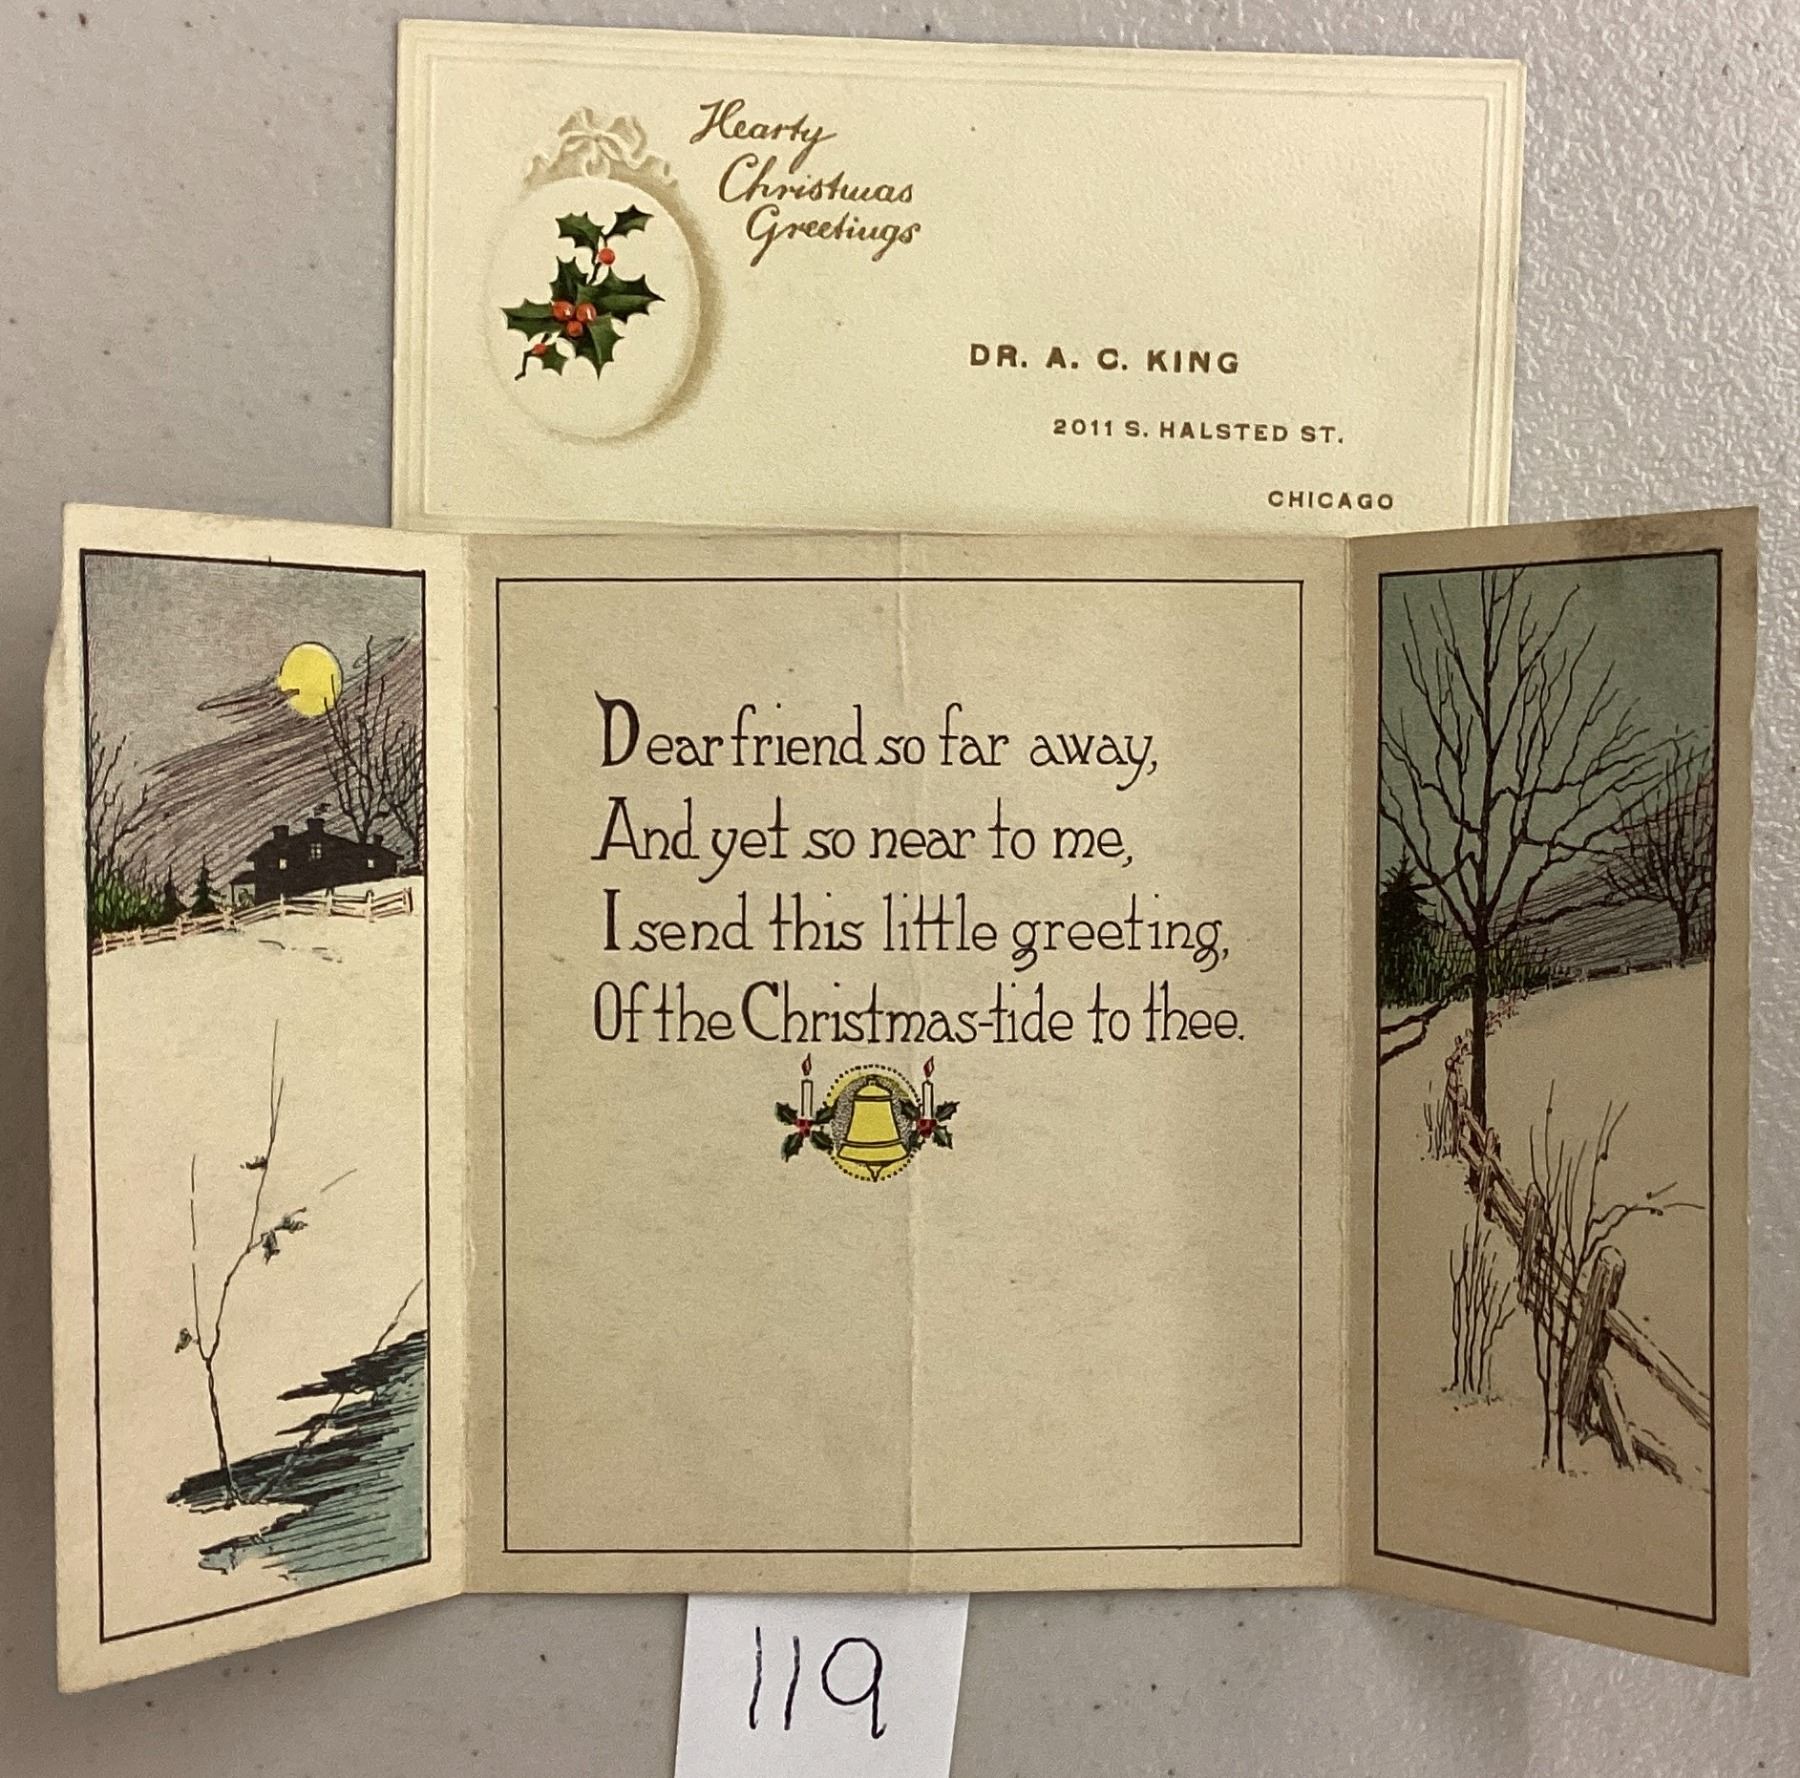 Hearty
Christmas
Greetings
DR. A. C. KING
2011 S. HALSTED ST.
CHICAGO
Dear friend so far away,
And yet so near to me,
I send this little greeting,
Of the Christmas-tide to thee.
119